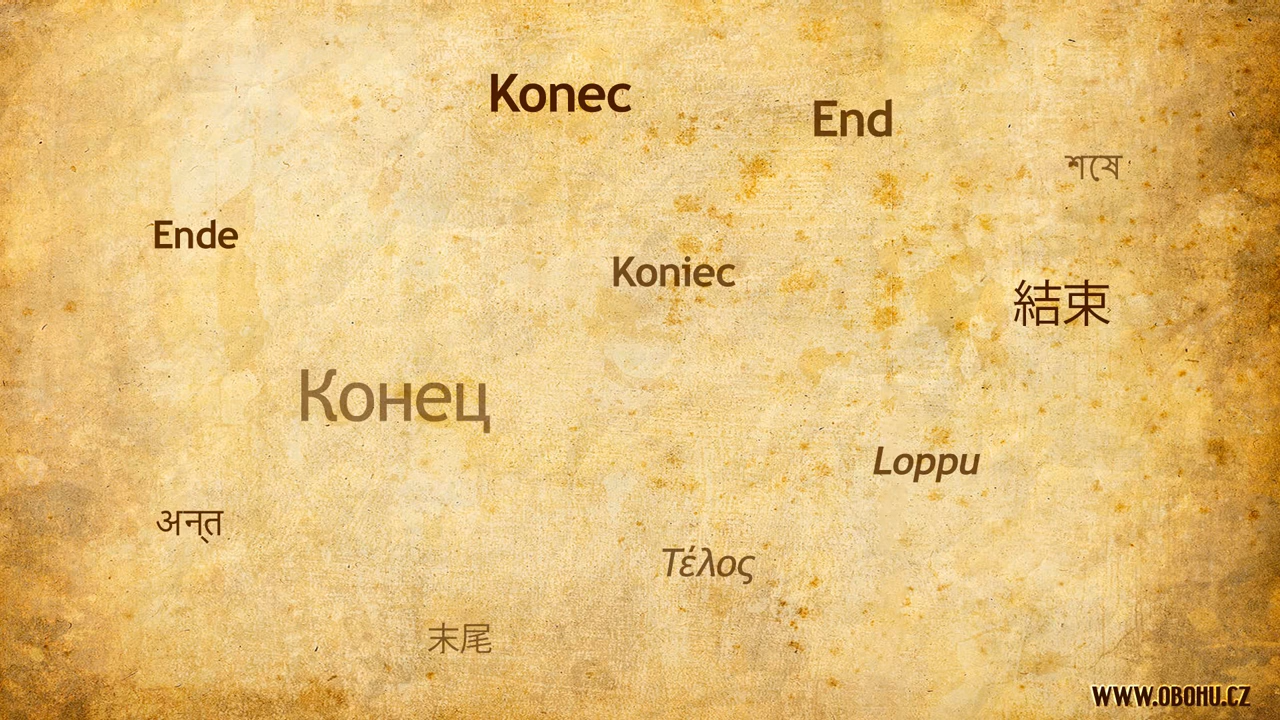 Konec
End
শেষে
Ende
Koniec
結束
Конец
Loppu
अन्त
Τέλος
末尾
WWW.OBOHU.CZ